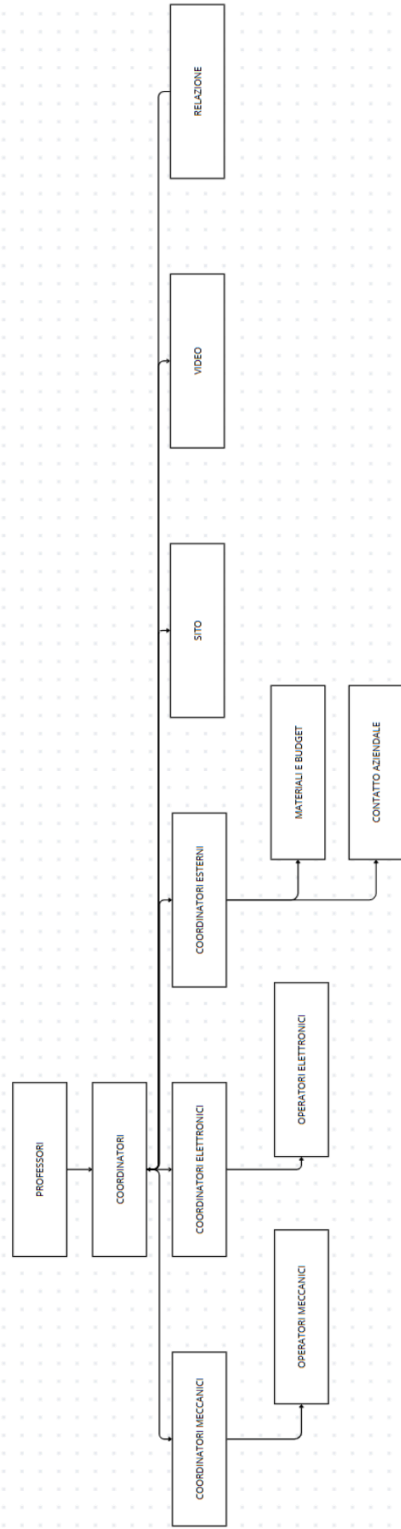 PROFESSORI
COORDINATORI
COORDINATORI MECCANICI
COORDINATORI ELETTRONICI
COORDINATORI ESTERNI
SITO
VIDEO
RELAZIONE
OPERATORI MECCANICI
OPERATORI ELETTRONICI
MATERIALI E BUDGET
CONTATTO AZIENDALE